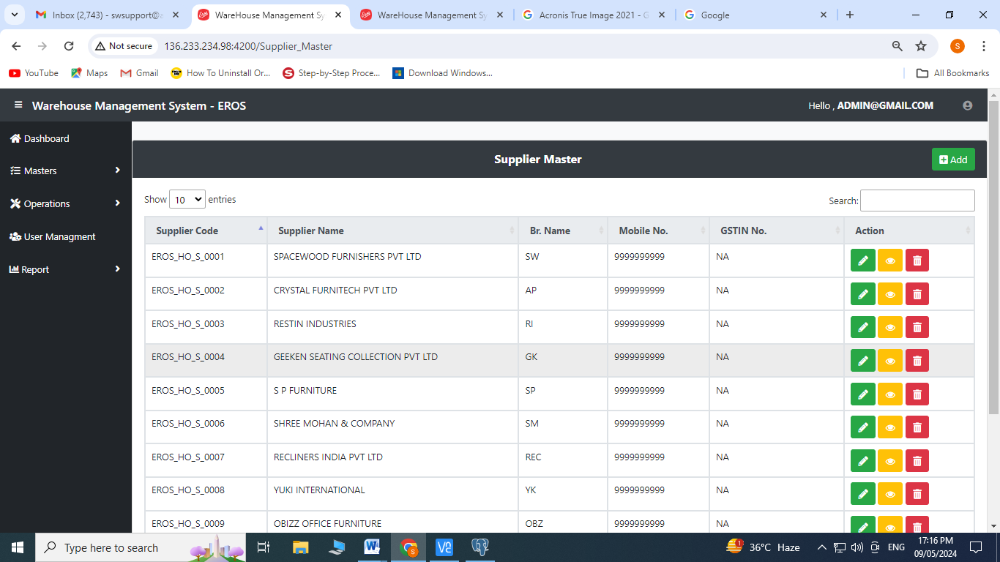 Inbox (2,743) - swsupport@a
WareHouse Management Sy
WareHouse Management Sy
Acronis True Image 2021 - G
Google
Not secure 136.233.234.98:4200/Supplier_Master
S
YouTube Maps Gmail How To Uninstall Or... Step-by-Step Proce... Download Windows... All Bookmarks
Warehouse Management System - EROS Hello , ADMIN@GMAIL.COM
Dashboard
Masters
Operations
User Managment
Report
Supplier Master Add
Show 10 entries Search:
Supplier Code Supplier Name Br. Name Mobile No. GSTIN No. Action
EROS_HO_S_0001 SPACEWOOD FURNISHERS PVT LTD SW 9999999999 NA
EROS_HO_S_0002 CRYSTAL FURNITECH PVT LTD AP 9999999999 NA
EROS_HO_S_0003 RESTIN INDUSTRIES RI 9999999999 NA
EROS_HO_S_0004 GEEKEN SEATING COLLECTION PVT LTD GK 9999999999 NA
EROS_HO_S_0005 S P FURNITURE SP 9999999999 NA
EROS_HO_S_0006 SHREE MOHAN & COMPANY SM 9999999999 NA
EROS_HO_S_0007 RECLINERS INDIA PVT LTD REC 9999999999 NA
EROS_HO_S_0008 YUKI INTERNATIONAL YK 9999999999 NA
EROS_HO_S_0009 OBIZZ OFFICE FURNITURE OBZ 9999999999 NA
Type here to search 36°C Haze ENG 17:16 PM
09/05/2024